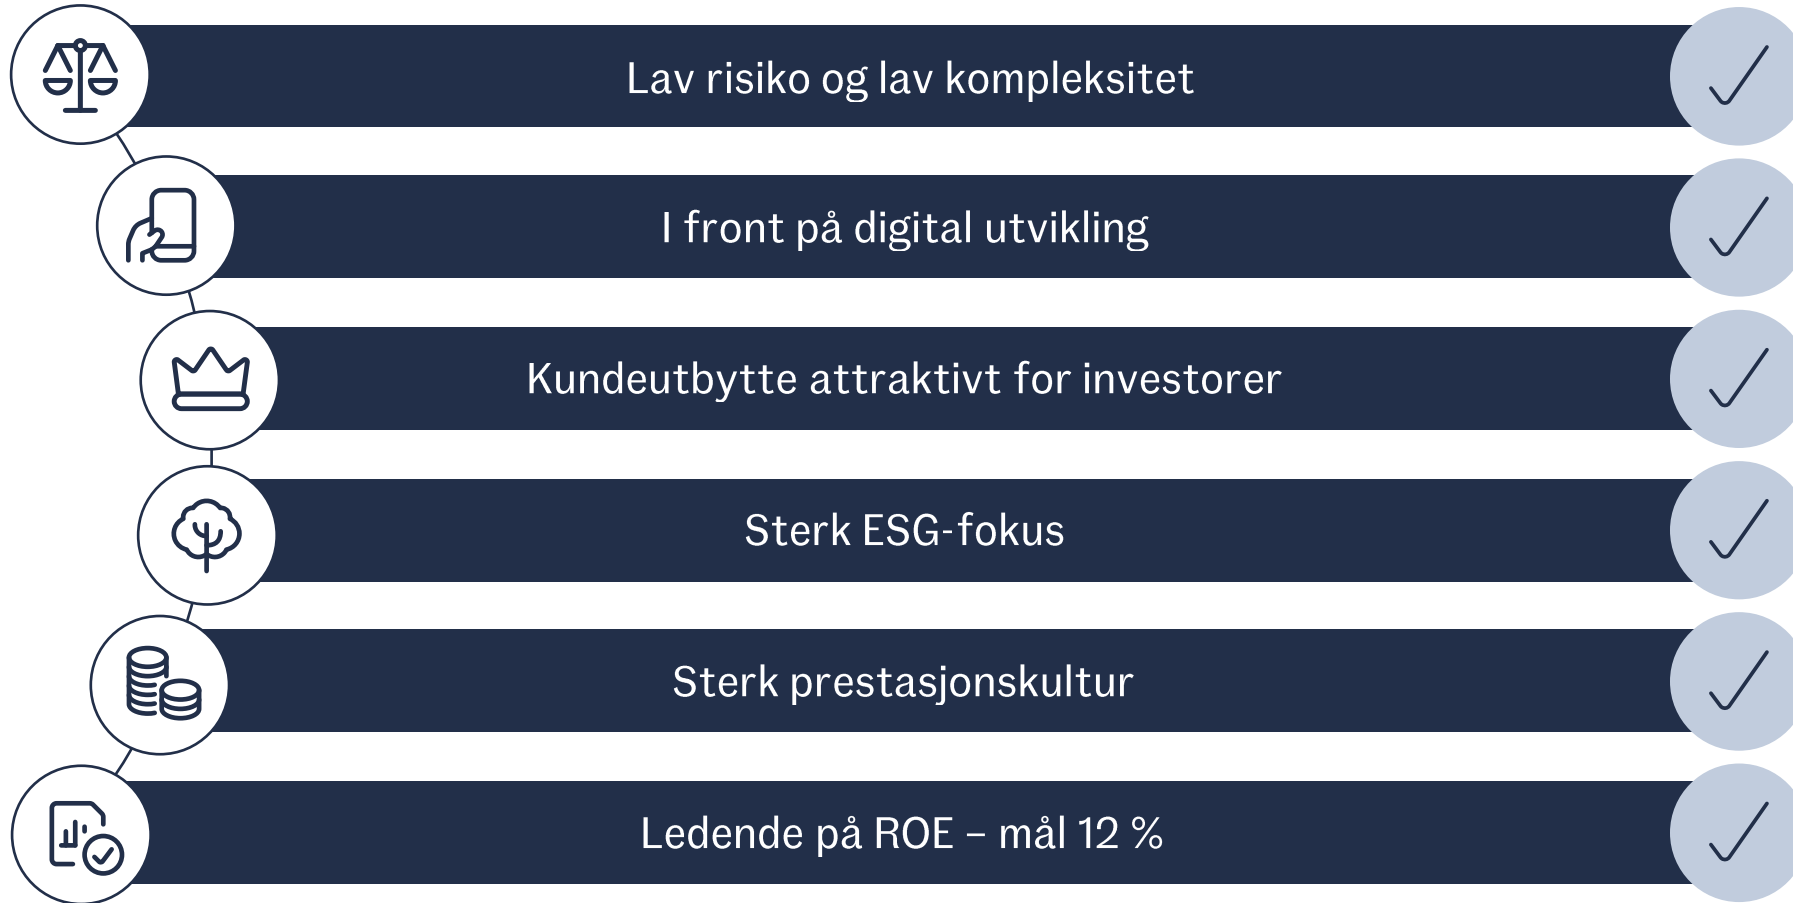 Lav risiko og lav kompleksitet
I front på digital utvikling
Kundeutbytte attraktivt for investorer
Sterk ESG-fokus
Sterk prestasjonskultur
Ledende på ROE – mål 12 %